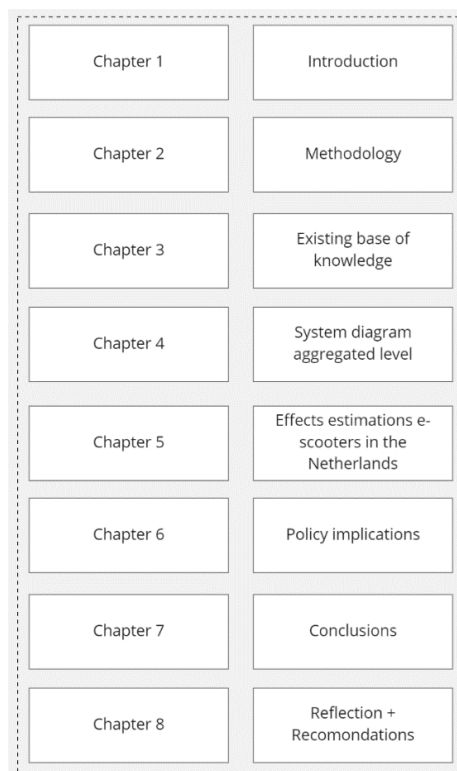 Chapter 1
Introduction
Chapter 2
Methodology
Chapter 3
Existing base of
knowledge
Chapter 4
System diagram
aggregated level
Chapter 5
Effects estimations e-
scooters in the
Netherlands
Chapter 6
Policy implications
Chapter 7
Conclusions
Chapter 8
Reflection +
Recomondations